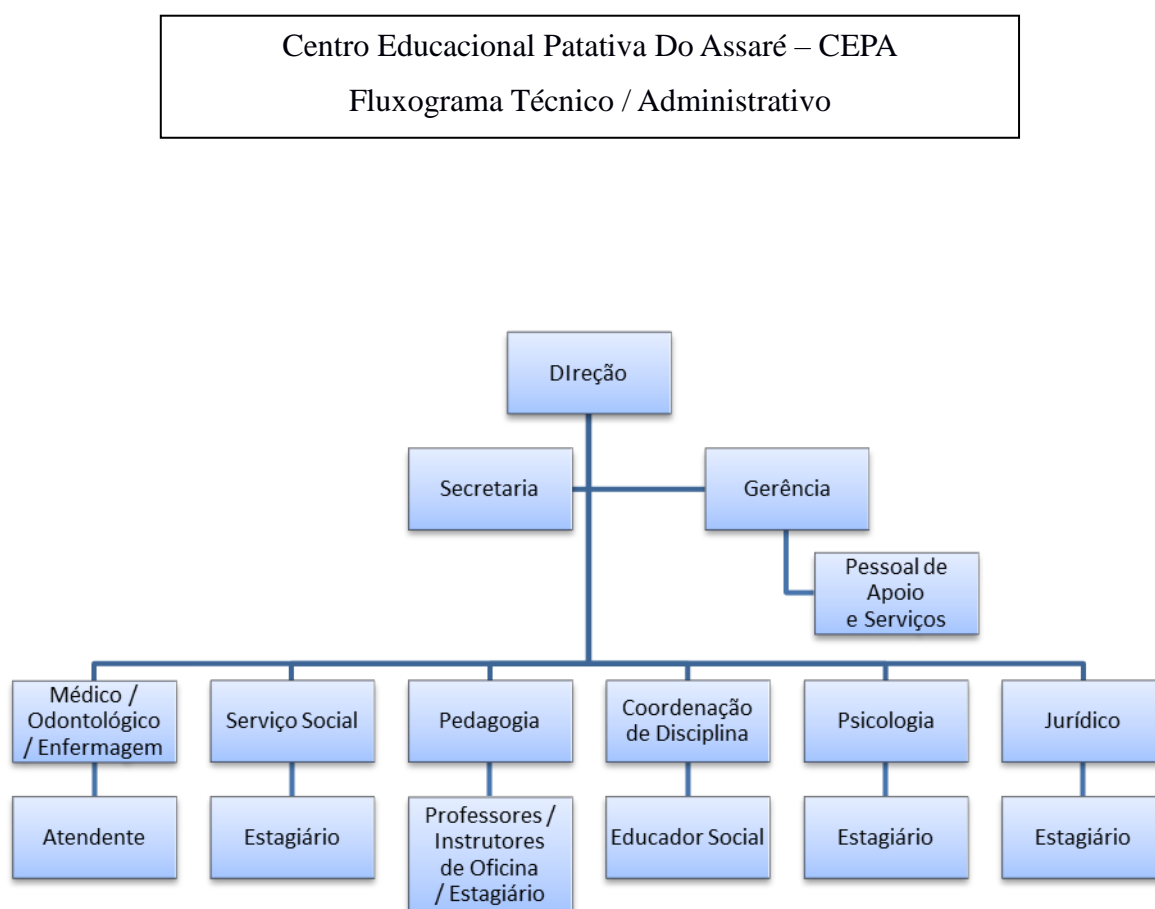 Centro Educacional Patativa Do Assaré – CEPA
Fluxograma Técnico / Administrativo
DIreção
Secretaria
Gerência
Pessoal de
Apoio
e Serviços
Médico /
Odontológico
/ Enfermagem
Serviço Social
Pedagogia
Coordenação
de Disciplina
Psicologia
Jurídico
Atendente
Estagiário
Professores /
Instrutores
de Oficina
/ Estagiário
Educador Social
Estagiário
Estagiário